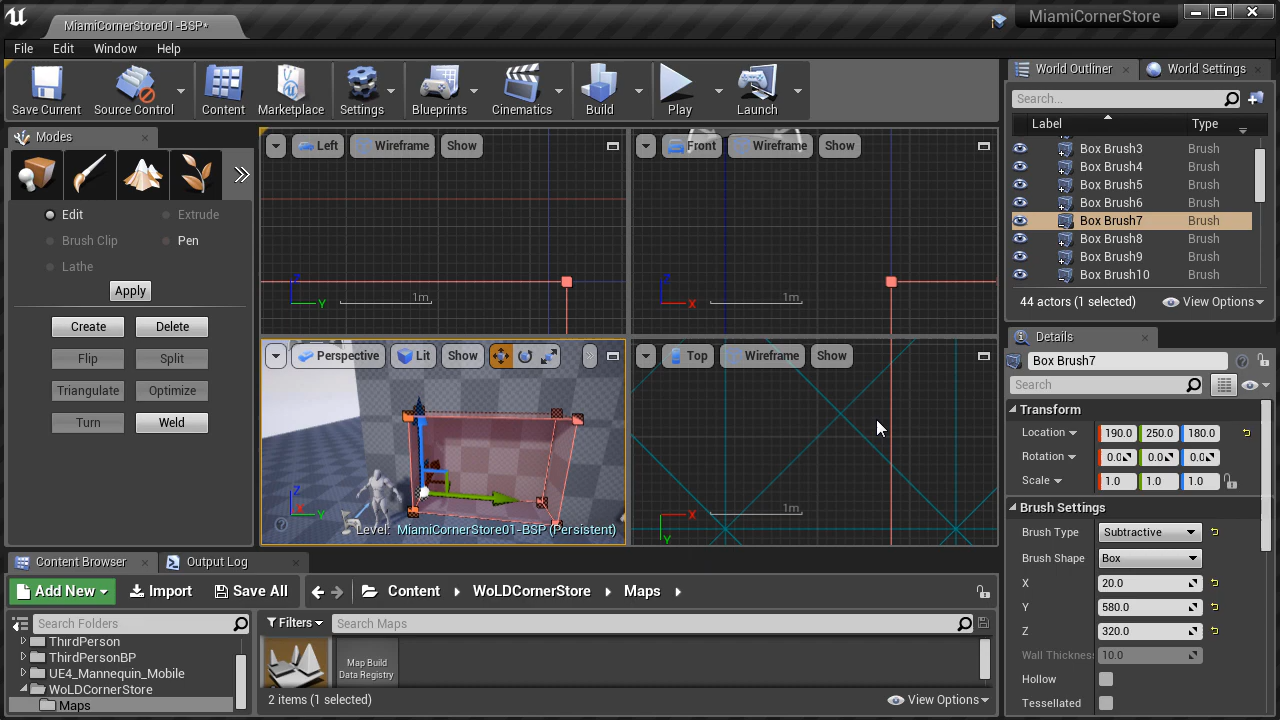 MiamiCornerStore01-BSP*
MiamiCornerStore
File Edit Window Help
Save Current
Source Control
Content
Marketplace
Settings
Blueprints
Cinematics
Build
Play
Launch
Modes
Edit
Extrude
Brush Clip
Pen
Lathe
Apply
Create
Delete
Flip
Split
Triangulate
Optimize
Turn
Weld
Left Wireframe Show
Z
Y
1m
Front Wireframe Show
Z
X
1m
Perspective Lit Show
Z
Y
Level: MiamiCornerStore01-BSP (Persistent)
Top Wireframe Show
X
Y
1m
World Outliner
World Settings
Search...
Label Type
Box Brush3 Brush
Box Brush4 Brush
Box Brush5 Brush
Box Brush6 Brush
Box Brush7 Brush
Box Brush8 Brush
Box Brush9 Brush
Box Brush10 Brush
44 actors (1 selected)
View Options
Details
Box Brush7
Search
Transform
Location 190.0 250.0 180.0
Rotation 0.0 0.0 0.0
Scale 1.0 1.0 1.0
Brush Settings
Brush Type Subtractive
Brush Shape Box
X 20.0
Y 580.0
Z 320.0
Wall Thickness 10.0
Hollow
Tessellated
Content Browser
Output Log
Add New
Import
Save All
Content
WoLDCornerStore
Maps
Search Folders
Filters
Search Maps
ThirdPerson
ThirdPersonBP
UE4_Mannequin_Mobile
WoLDCornerStore
Maps
Map Build
Data Registry
2 items (1 selected)
View Options